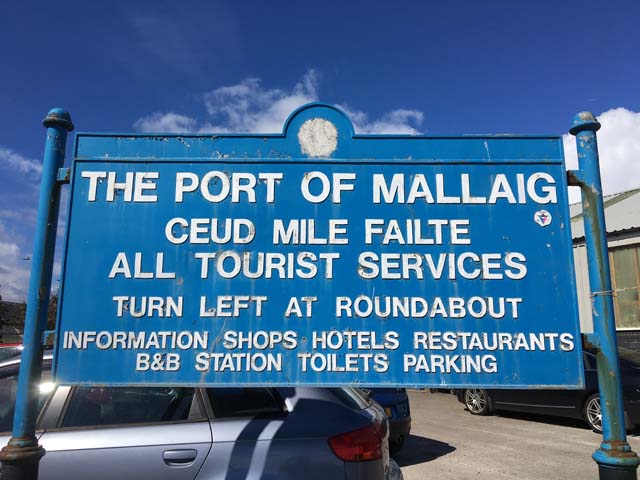 THE PORT OF MALLAIG
CEUD MILE FAILTE
ALL TOURIST SERVICES
TURN LEFT AT ROUNDABOUT
INFORMATION SHOPS HOTELS RESTAURANTS
B&B STATION TOILETS PARKING